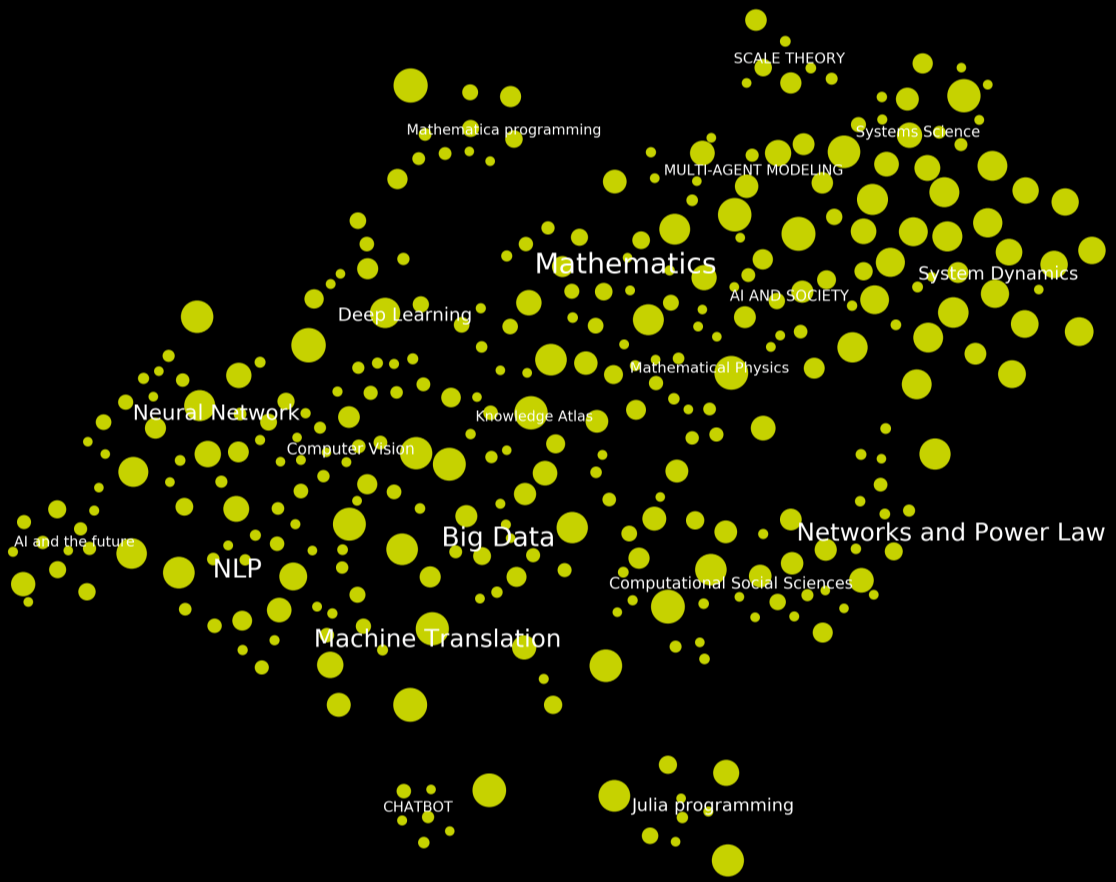 SCALE THEORY
Mathematica programming
Systems Science
MULTI-AGENT MODELING
Mathematics
System Dynamics
AI AND SOCIETY
Deep Learning
Mathematical Physics
Neural Network
Knowledge Atlas
Computer Vision
Networks and Power Law
Big Data
AI and the future
NLP
Computational Social Sciences
Machine Translation
CHATBOT
Julia programming